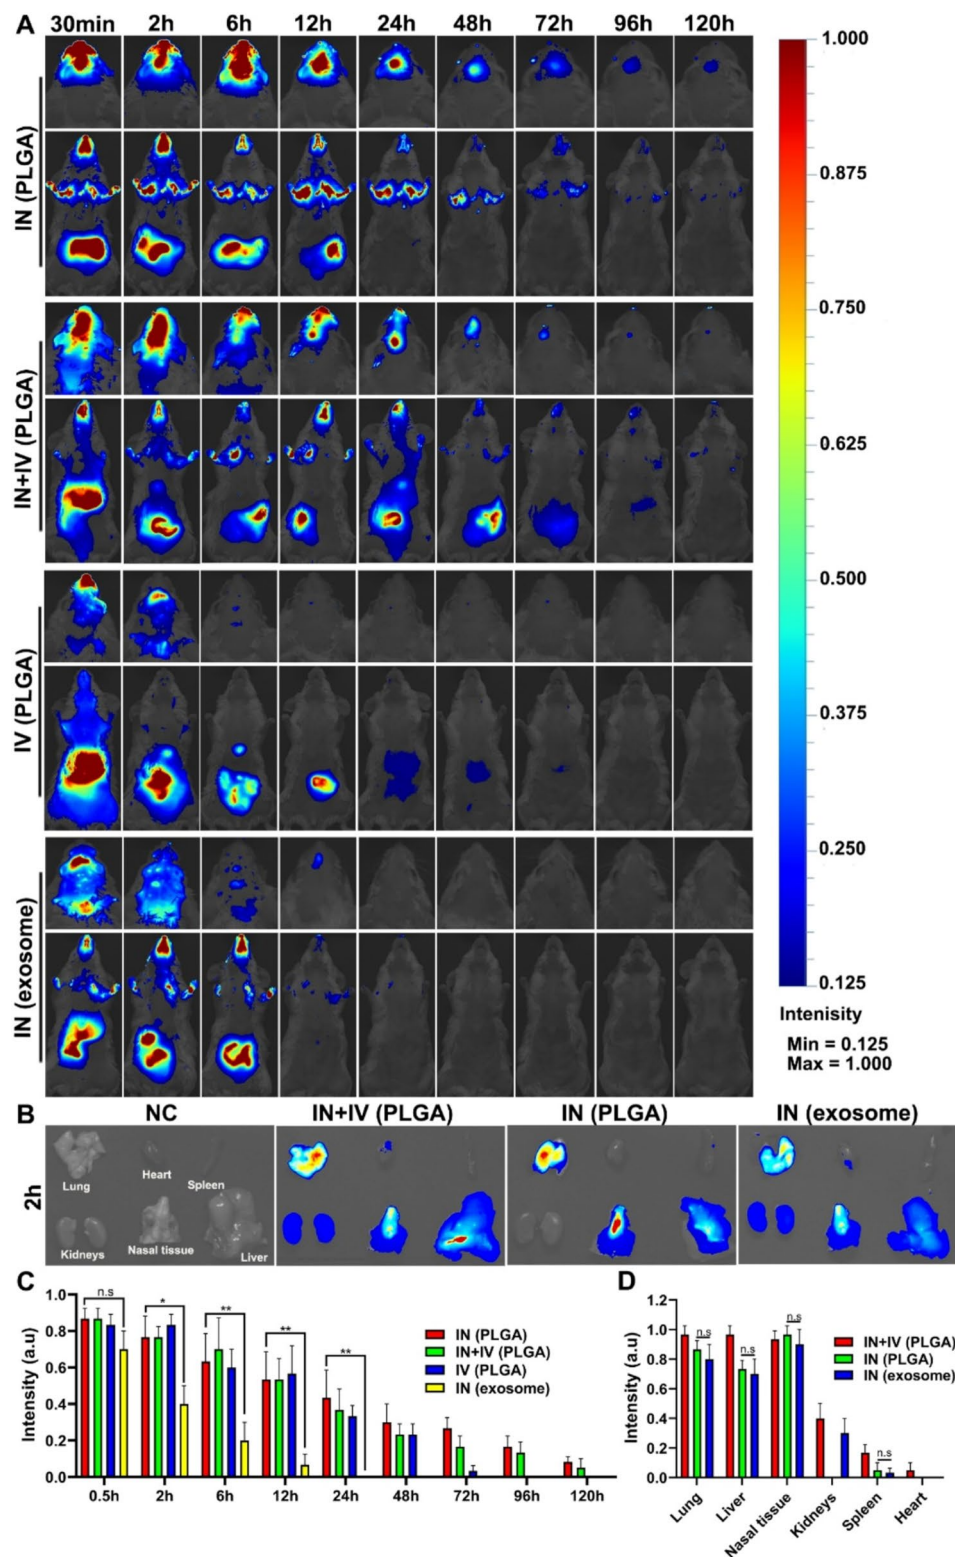 A 30min 2h 6h 12h 24h 48h 72h 96h 120h
IN (PLGA)
IN+IV (PLGA)
IV (PLGA)
IN (exosome)
1.000
0.875
0.750
0.625
0.500
0.375
0.250
0.125
Intenisity
Min = 0.125
Max = 1.000
B NC IN+IV (PLGA) IN (PLGA) IN (exosome)
2h
Lung
Heart
Spleen
Kidneys
Nasal tissue
Liver
C
Intensity (a.u)
1.0
0.8
0.6
0.4
0.2
0.0
n.s
*
**
**
**
IN (PLGA)
IN+IV (PLGA)
IV (PLGA)
IN (exosome)
0.5h 2h 6h 12h 24h 48h 72h 96h 120h
D
Intensity (a.u)
1.2
1.0
0.8
0.6
0.4
0.2
0.0
n.s
n.s
n.s
n.s
IN+IV (PLGA)
IN (PLGA)
IN (exosome)
Lung
Liver
Nasal tissue
Kidneys
Spleen
Heart